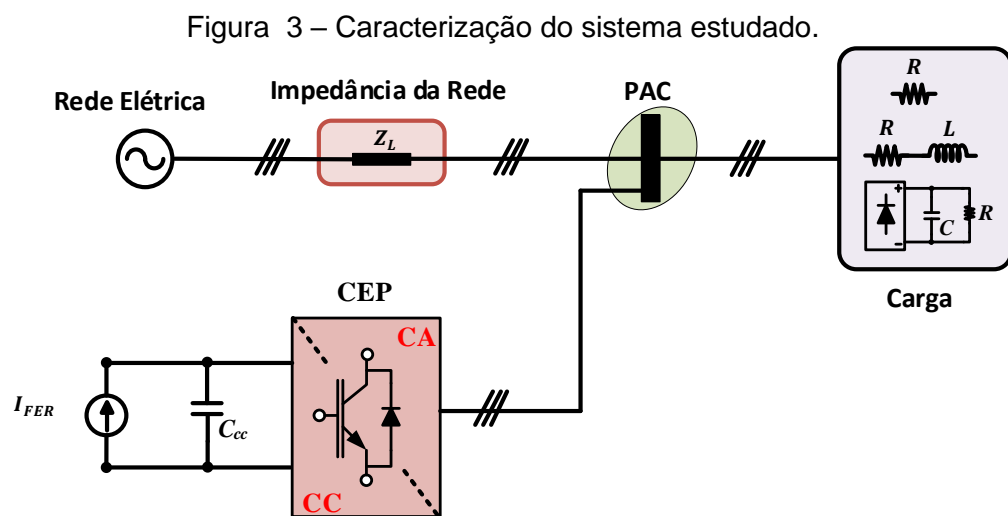 Figura 3 – Caracterização do sistema estudado.
Rede Elétrica
Impedância da Rede
PAC
Z_L
R
R
L
C
R
Carga
CEP
CA
I_FER
C_cc
CC